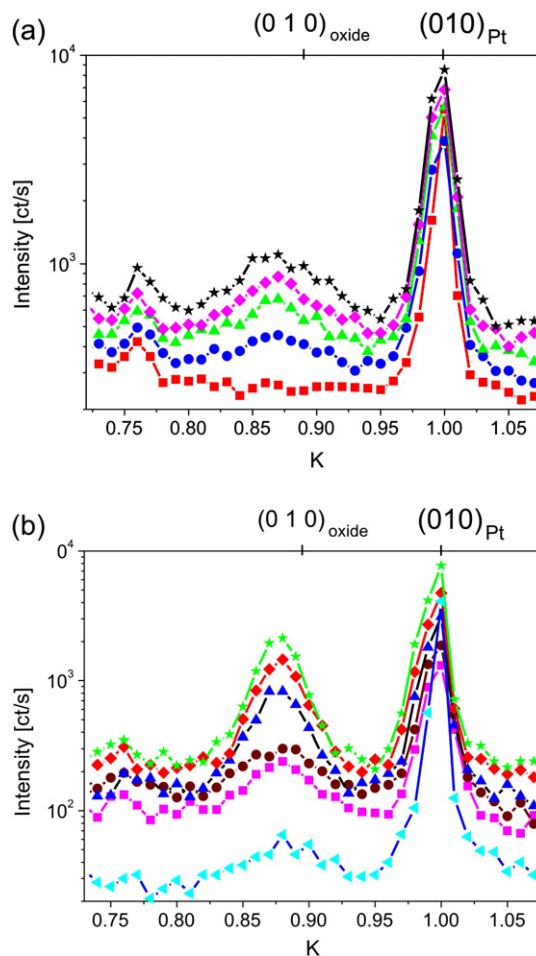 (a)
(0 1 0)oxide (010)Pt
10^4
10^3
Intensity [ct/s]
0.75 0.80 0.85 0.90 0.95 1.00 1.05
K
(b)
(0 1 0)oxide (010)Pt
0^4
10^3
10^2
Intensity [ct/s]
0.75 0.80 0.85 0.90 0.95 1.00 1.05
K